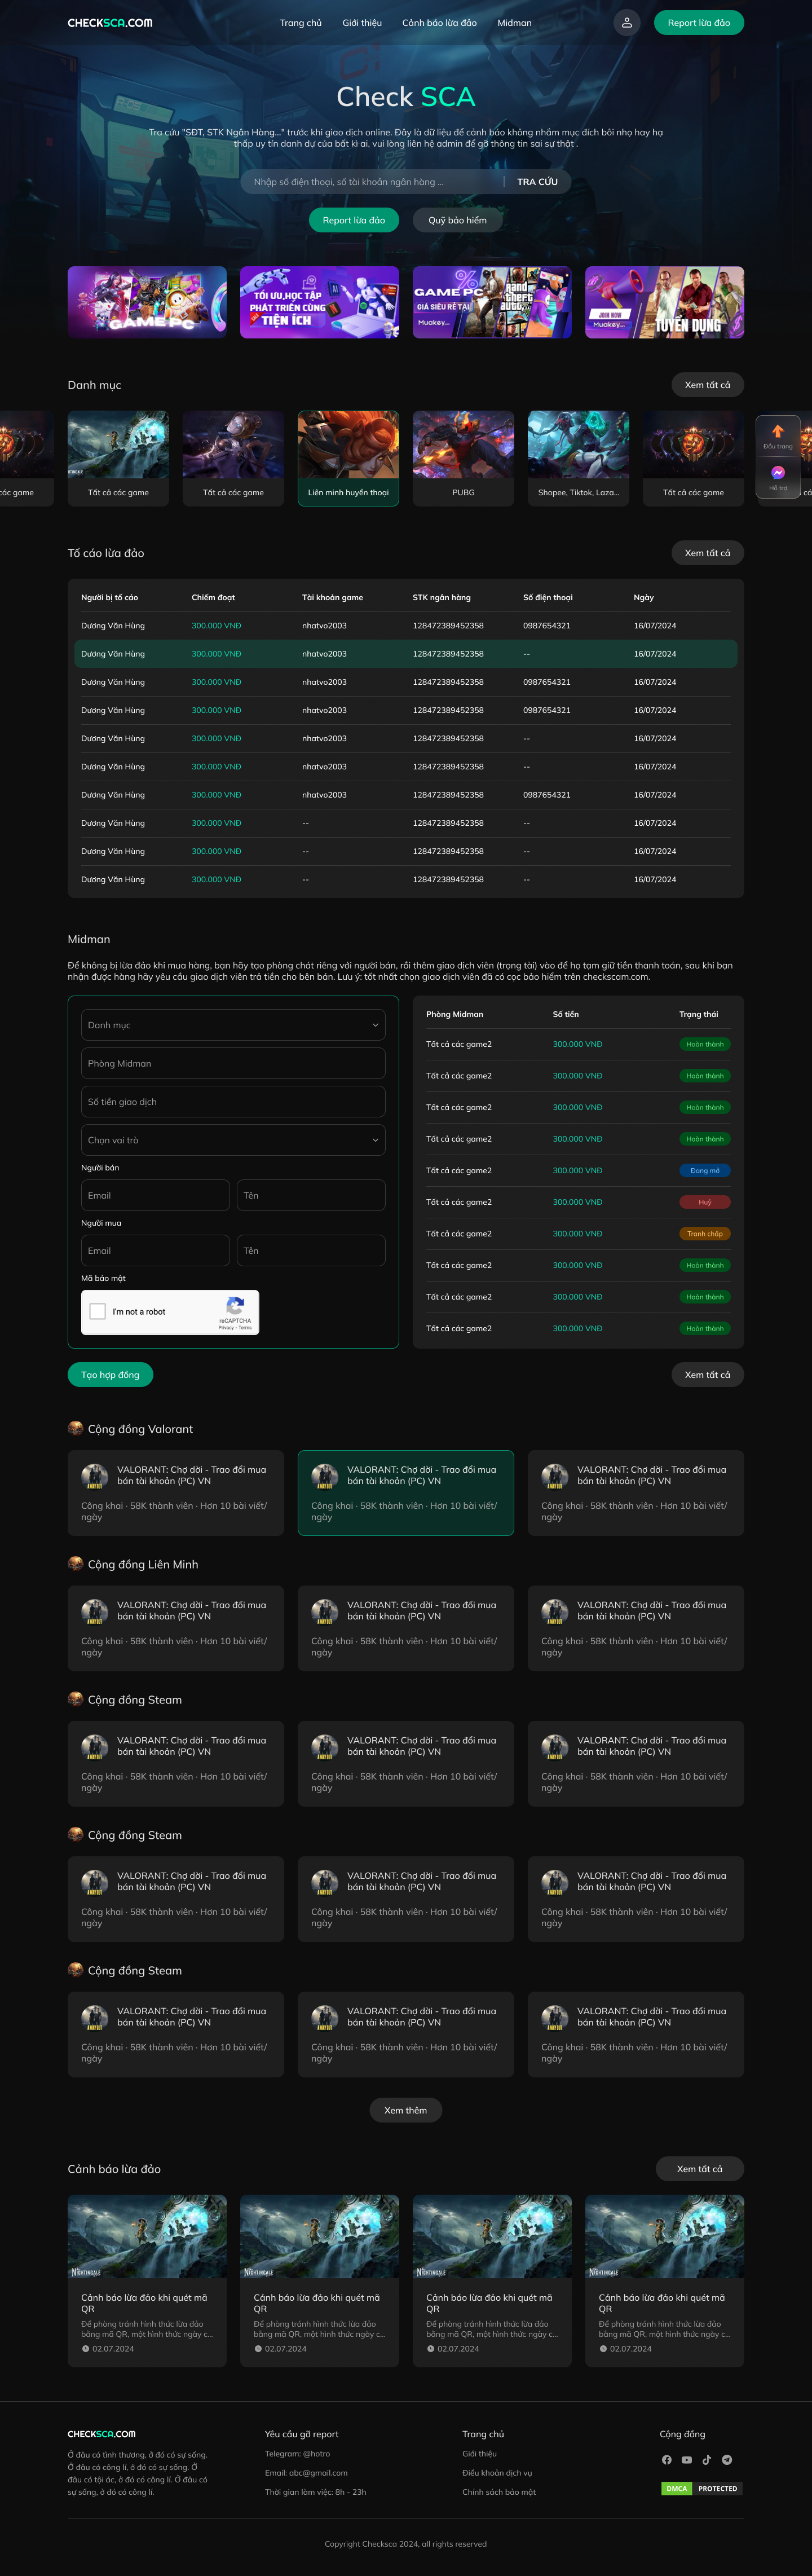 CHECKSCA.COM
Trang chủ
Giới thiệu
Cảnh báo lừa đảo
Midman
Report lừa đảo
Check SCA
Tra cứu "SĐT, STK Ngân Hàng..." trước khi giao dịch online. Đây là dữ liệu để cảnh báo không nhắm mục đích bôi nhọ hay hạ
thấp uy tín danh dự của bất kì ai, vui lòng liên hệ admin để gỡ thông tin sai sự thật .
Nhập số điện thoại, số tài khoản ngân hàng ...
TRA CỨU
Report lừa đảo
Quỹ bảo hiểm
GAME PC
TỐI ƯU,HỌC TẬP
PHÁT TRIỂN CÙNG
TIỆN ÍCH
GAME PC
GIÁ SIÊU RẺ TẠI
Muakey...
JOIN NOW
Muakey...
TUYỂN DỤNG
Danh mục
Xem tất cả
các game
Tất cả các game
Tất cả các game
Liên minh huyền thoại
PUBG
Shopee, Tiktok, Laza...
Tất cả các game
Đầu trang
Hỗ trợ
Tố cáo lừa đảo
Xem tất cả
Người bị tố cáo Chiếm đoạt Tài khoản game STK ngân hàng Số điện thoại Ngày
Dương Văn Hùng 300.000 VNĐ nhatvo2003 128472389452358 0987654321 16/07/2024
Dương Văn Hùng 300.000 VNĐ nhatvo2003 128472389452358 -- 16/07/2024
Dương Văn Hùng 300.000 VNĐ nhatvo2003 128472389452358 0987654321 16/07/2024
Dương Văn Hùng 300.000 VNĐ nhatvo2003 128472389452358 0987654321 16/07/2024
Dương Văn Hùng 300.000 VNĐ nhatvo2003 128472389452358 -- 16/07/2024
Dương Văn Hùng 300.000 VNĐ nhatvo2003 128472389452358 -- 16/07/2024
Dương Văn Hùng 300.000 VNĐ nhatvo2003 128472389452358 0987654321 16/07/2024
Dương Văn Hùng 300.000 VNĐ -- 128472389452358 -- 16/07/2024
Dương Văn Hùng 300.000 VNĐ -- 128472389452358 -- 16/07/2024
Dương Văn Hùng 300.000 VNĐ -- 128472389452358 -- 16/07/2024
Midman
Để không bị lừa đảo khi mua hàng, bạn hãy tạo phòng chát riêng với người bán, rồi thêm giao dịch viên (trọng tài) vào để họ tạm giữ tiền thanh toán, sau khi bạn
nhận được hàng hãy yêu cầu giao dịch viên trả tiền cho bên bán. Lưu ý: tốt nhất chọn giao dịch viên đã có cọc bảo hiểm trên checkscam.com.
Danh mục
Phòng Midman
Số tiền giao dịch
Chọn vai trò
Người bán
Email
Tên
Người mua
Email
Tên
Mã bảo mật
I'm not a robot
reCAPTCHA
Privacy - Terms
Phòng Midman Số tiền Trạng thái
Tất cả các game2 300.000 VNĐ Hoàn thành
Tất cả các game2 300.000 VNĐ Hoàn thành
Tất cả các game2 300.000 VNĐ Hoàn thành
Tất cả các game2 300.000 VNĐ Hoàn thành
Tất cả các game2 300.000 VNĐ Đang mở
Tất cả các game2 300.000 VNĐ Huỷ
Tất cả các game2 300.000 VNĐ Tranh chấp
Tất cả các game2 300.000 VNĐ Hoàn thành
Tất cả các game2 300.000 VNĐ Hoàn thành
Tất cả các game2 300.000 VNĐ Hoàn thành
Tạo hợp đồng
Xem tất cả
Cộng đồng Valorant
VALORANT: Chợ dời - Trao đổi mua
bán tài khoản (PC) VN
Công khai · 58K thành viên · Hơn 10 bài viết/
ngày
VALORANT: Chợ dời - Trao đổi mua
bán tài khoản (PC) VN
Công khai · 58K thành viên · Hơn 10 bài viết/
ngày
VALORANT: Chợ dời - Trao đổi mua
bán tài khoản (PC) VN
Công khai · 58K thành viên · Hơn 10 bài viết/
ngày
Cộng đồng Liên Minh
VALORANT: Chợ dời - Trao đổi mua
bán tài khoản (PC) VN
Công khai · 58K thành viên · Hơn 10 bài viết/
ngày
VALORANT: Chợ dời - Trao đổi mua
bán tài khoản (PC) VN
Công khai · 58K thành viên · Hơn 10 bài viết/
ngày
VALORANT: Chợ dời - Trao đổi mua
bán tài khoản (PC) VN
Công khai · 58K thành viên · Hơn 10 bài viết/
ngày
Cộng đồng Steam
VALORANT: Chợ dời - Trao đổi mua
bán tài khoản (PC) VN
Công khai · 58K thành viên · Hơn 10 bài viết/
ngày
VALORANT: Chợ dời - Trao đổi mua
bán tài khoản (PC) VN
Công khai · 58K thành viên · Hơn 10 bài viết/
ngày
VALORANT: Chợ dời - Trao đổi mua
bán tài khoản (PC) VN
Công khai · 58K thành viên · Hơn 10 bài viết/
ngày
Cộng đồng Steam
VALORANT: Chợ dời - Trao đổi mua
bán tài khoản (PC) VN
Công khai · 58K thành viên · Hơn 10 bài viết/
ngày
VALORANT: Chợ dời - Trao đổi mua
bán tài khoản (PC) VN
Công khai · 58K thành viên · Hơn 10 bài viết/
ngày
VALORANT: Chợ dời - Trao đổi mua
bán tài khoản (PC) VN
Công khai · 58K thành viên · Hơn 10 bài viết/
ngày
Cộng đồng Steam
VALORANT: Chợ dời - Trao đổi mua
bán tài khoản (PC) VN
Công khai · 58K thành viên · Hơn 10 bài viết/
ngày
VALORANT: Chợ dời - Trao đổi mua
bán tài khoản (PC) VN
Công khai · 58K thành viên · Hơn 10 bài viết/
ngày
VALORANT: Chợ dời - Trao đổi mua
bán tài khoản (PC) VN
Công khai · 58K thành viên · Hơn 10 bài viết/
ngày
Xem thêm
Cảnh báo lừa đảo
Xem tất cả
NIGHTINGALE
Cảnh báo lừa đảo khi quét mã
QR
Để phòng tránh hình thức lừa đảo
bằng mã QR, một hình thức ngày c...
02.07.2024
NIGHTINGALE
Cảnh báo lừa đảo khi quét mã
QR
Để phòng tránh hình thức lừa đảo
bằng mã QR, một hình thức ngày c...
02.07.2024
NIGHTINGALE
Cảnh báo lừa đảo khi quét mã
QR
Để phòng tránh hình thức lừa đảo
bằng mã QR, một hình thức ngày c...
02.07.2024
NIGHTINGALE
Cảnh báo lừa đảo khi quét mã
QR
Để phòng tránh hình thức lừa đảo
bằng mã QR, một hình thức ngày c...
02.07.2024
CHECKSCA.COM
Ở đâu có tình thương, ở đó có sự sống.
Ở đâu có công lí, ở đó có sự sống. Ở
đâu có tội ác, ở đó có công lí. Ở đâu có
sự sống, ở đó có công lí.
Yêu cầu gỡ report
Telegram: @hotro
Email: abc@gmail.com
Thời gian làm việc: 8h - 23h
Trang chủ
Giới thiệu
Điều khoản dịch vụ
Chính sách bảo mật
Cộng đồng
DMCA PROTECTED
Copyright Checksca 2024, all rights reserved